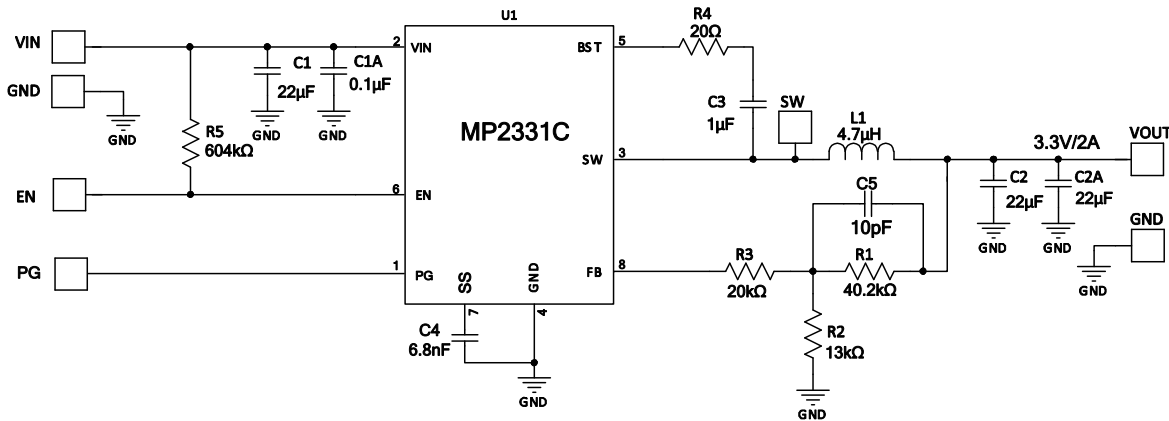 U1
R4
20Ω
VIN
2
VIN
BST
5
C1
22µF
C1A
0.1µF
GND
GND
GND
GND
R5
604kΩ
MP2331C
C3
1µF
SW
L1
4.7µH
SW
3
3.3V/2A
VOUT
C2
22µF
C2A
22µF
GND
GND
GND
GND
EN
6
EN
C5
10pF
PG
1
PG
FB
8
R3
20kΩ
R1
40.2kΩ
SS
7
GND
4
C4
6.8nF
GND
R2
13kΩ
GND